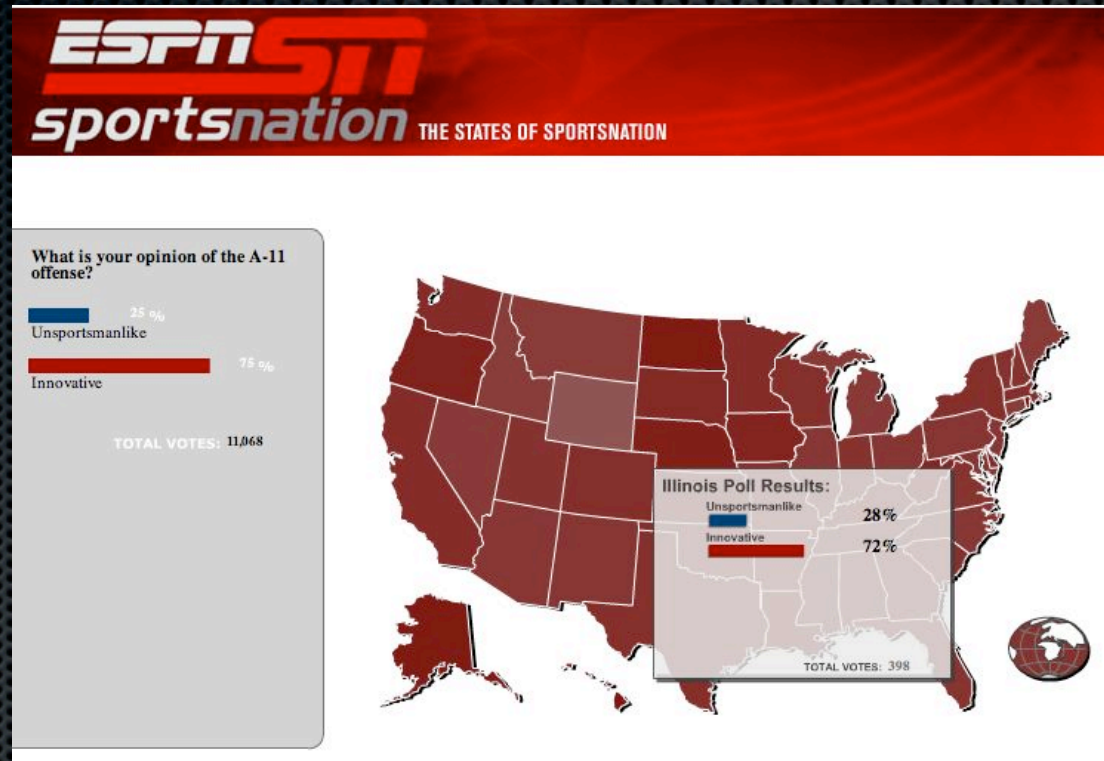 ESPN SN
sportsnation THE STATES OF SPORTSNATION
What is your opinion of the A-11
offense?
25 %
Unsportsmanlike
75 %
Innovative
TOTAL VOTES: 11,068
Illinois Poll Results:
Unsportsmanlike
28%
Innovative
72%
TOTAL VOTES: 398